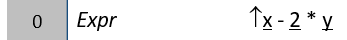 0 Expr ↑x - 2 * y